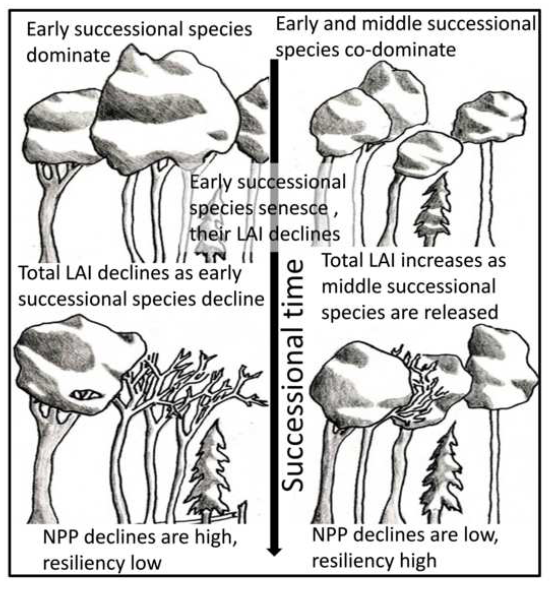 Early successional species
dominate
Early and middle successional
species co-dominate
Early successional
species senesce ,
their LAI declines
Total LAI declines as early
successional species decline
Total LAI increases as
middle successional
species are released
Successional time
NPP declines are high,
resiliency low
NPP declines are low,
resiliency high